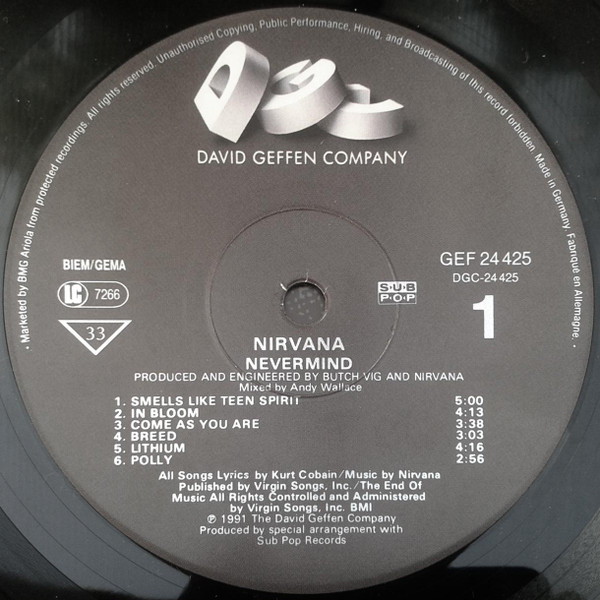 Marketed by BMG Ariola from protected recordings. All rights reserved. Unauthorised Copying, Public Performance, Hiring, and Broadcasting of this record forbidden. Made in Germany. Fabriqué en Allemagne.
DGC
DAVID GEFFEN COMPANY
BIEM/GEMA
LC 7266
33
GEF 24425
DGC-24425
SUB
POP
1
NIRVANA
NEVERMIND
PRODUCED AND ENGINEERED BY BUTCH VIG AND NIRVANA
Mixed by Andy Wallace
1. SMELLS LIKE TEEN SPIRIT 5:00
2. IN BLOOM 4:13
3. COME AS YOU ARE 3:38
4. BREED 3:03
5. LITHIUM 4:16
6. POLLY 2:56
All Songs Lyrics by Kurt Cobain/Music by Nirvana
Published by Virgin Songs, Inc./The End Of
Music All Rights Controlled and Administered
by Virgin Songs, Inc. BMI
℗ 1991 The David Geffen Company
Produced by special arrangement with
Sub Pop Records